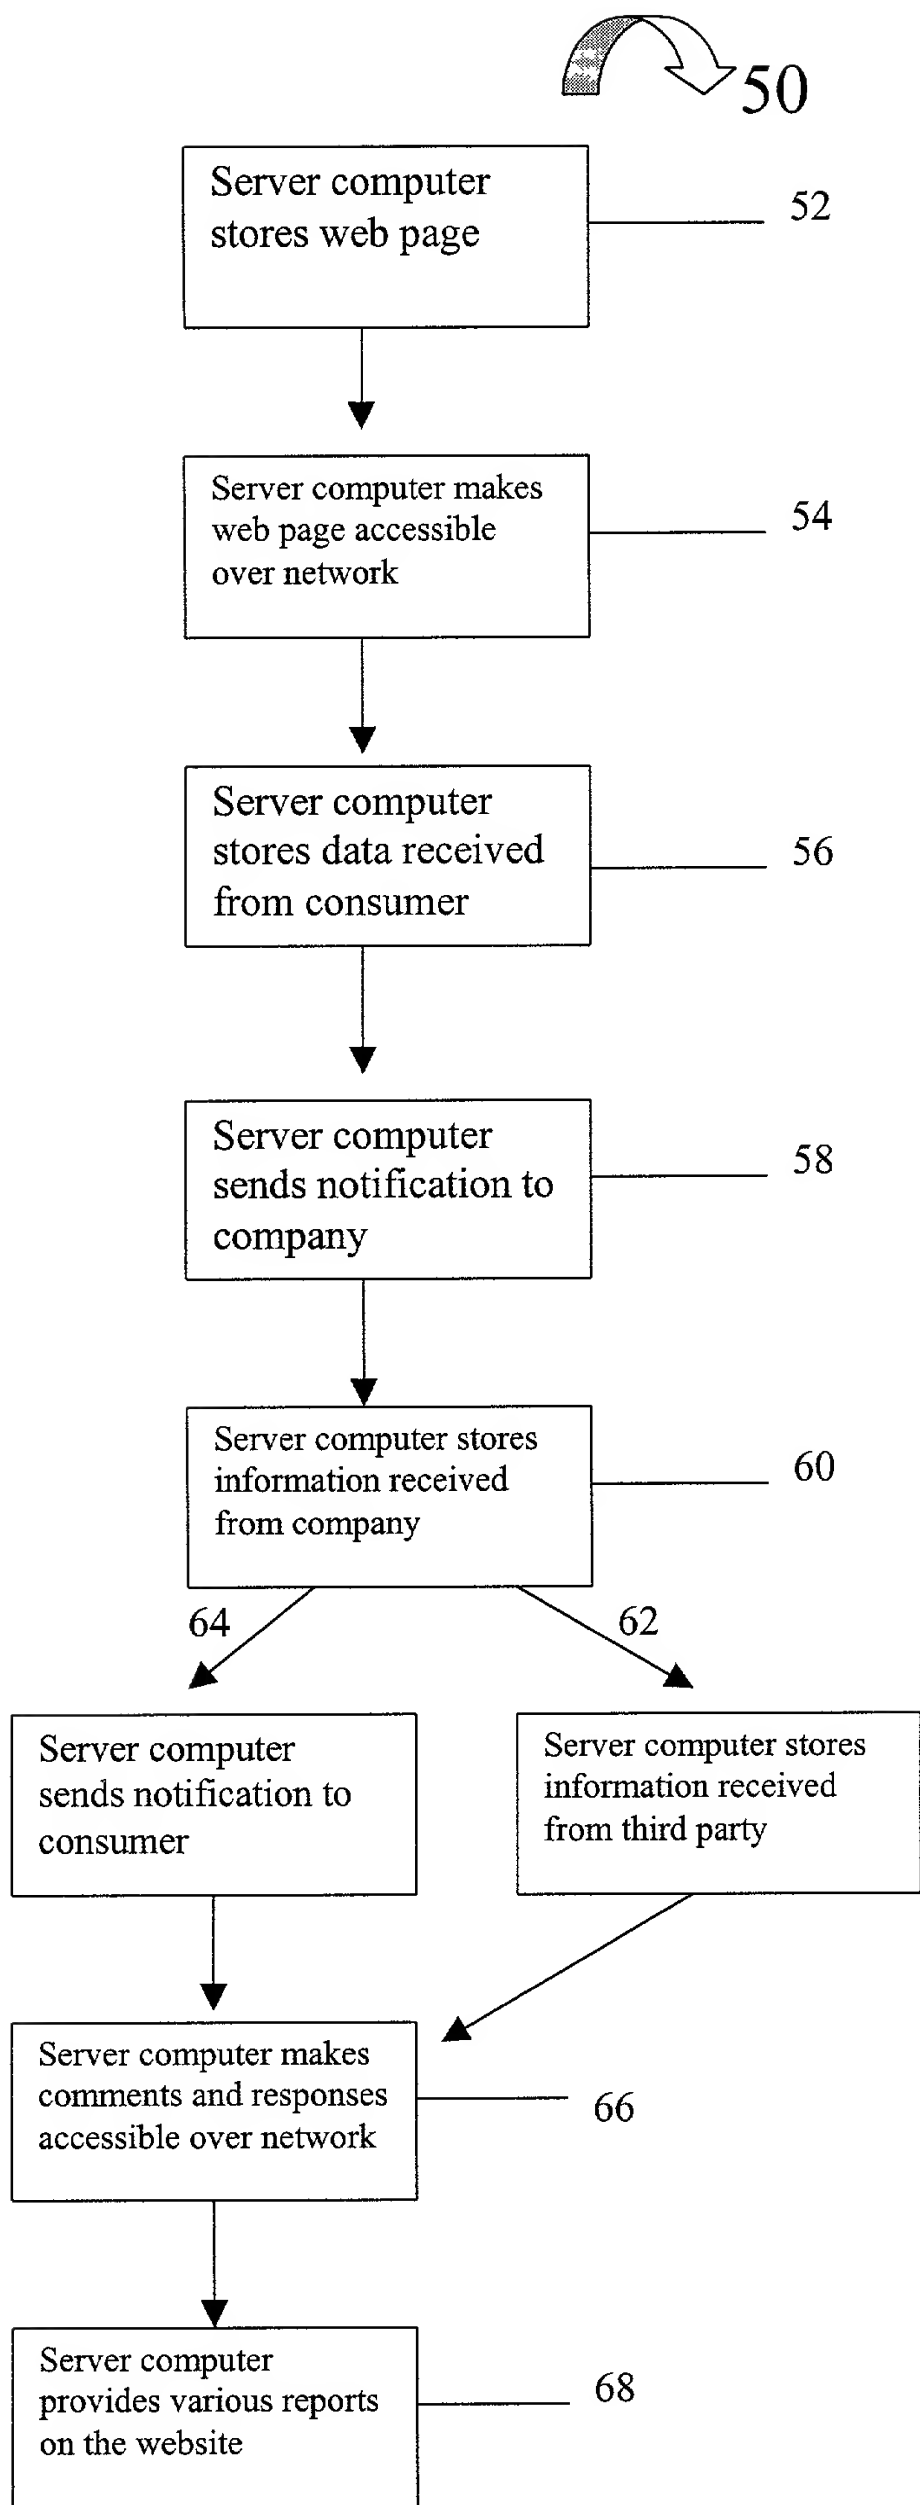 50
Server computer
stores web page
52
Server computer makes
web page accessible
over network
54
Server computer
stores data received
from consumer
56
Server computer
sends notification to
company
58
Server computer stores
information received
from company
60
64
62
Server computer
sends notification to
consumer
Server computer stores
information received
from third party
Server computer makes
comments and responses
accessible over network
66
Server computer
provides various reports
on the website
68